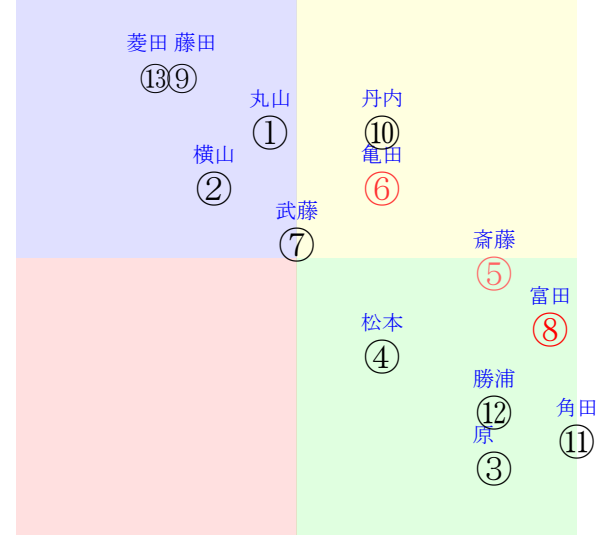 菱田 藤田
⑬⑨
丸山
①
丹内
⑩
横山
②
亀田
⑥
武藤
⑦
斎藤
⑤
富田
⑧
松本
④
勝浦
⑫
角田
⑪
原
③